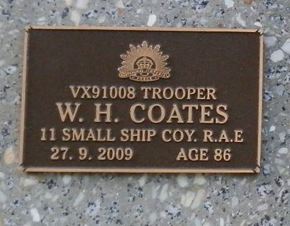 VX91008 TROOPER
W. H. COATES
11 SMALL SHIP COY. R.A.E
27. 9. 2009 AGE 86